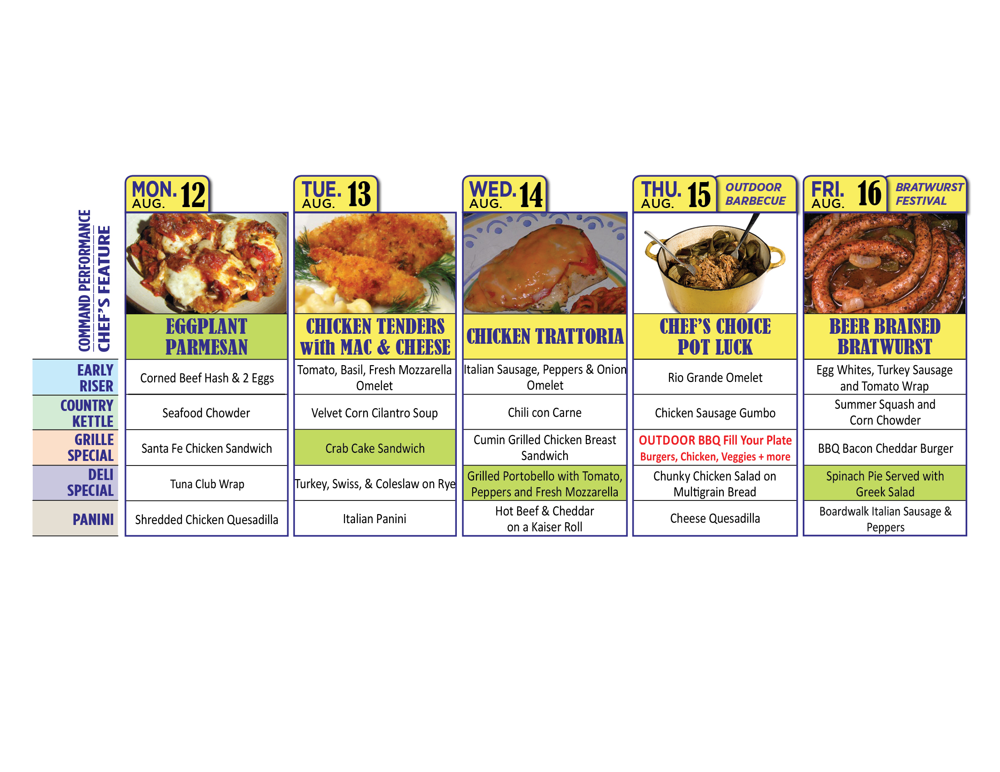 MON. 12
AUG.
TUE. 13
AUG.
WED. 14
AUG.
THU. 15
AUG.
OUTDOOR
BARBECUE
FRI. 16
AUG.
BRATWURST
FESTIVAL
COMMAND PERFORMANCE
CHEF'S FEATURE
EGGPLANT
PARMESAN
CHICKEN TENDERS
with MAC & CHEESE
CHICKEN TRATTORIA
CHEF'S CHOICE
POT LUCK
BEER BRAISED
BRATWURST
EARLY
RISER
Corned Beef Hash & 2 Eggs
Tomato, Basil, Fresh Mozzarella
Omelet
Italian Sausage, Peppers & Onion
Omelet
Rio Grande Omelet
Egg Whites, Turkey Sausage
and Tomato Wrap
COUNTRY
KETTLE
Seafood Chowder
Velvet Corn Cilantro Soup
Chili con Carne
Chicken Sausage Gumbo
Summer Squash and
Corn Chowder
GRILLE
SPECIAL
Santa Fe Chicken Sandwich
Crab Cake Sandwich
Cumin Grilled Chicken Breast
Sandwich
OUTDOOR BBQ Fill Your Plate
Burgers, Chicken, Veggies + more
BBQ Bacon Cheddar Burger
DELI
SPECIAL
Tuna Club Wrap
Turkey, Swiss, & Coleslaw on Rye
Grilled Portobello with Tomato,
Peppers and Fresh Mozzarella
Chunky Chicken Salad on
Multigrain Bread
Spinach Pie Served with
Greek Salad
PANINI
Shredded Chicken Quesadilla
Italian Panini
Hot Beef & Cheddar
on a Kaiser Roll
Cheese Quesadilla
Boardwalk Italian Sausage &
Peppers